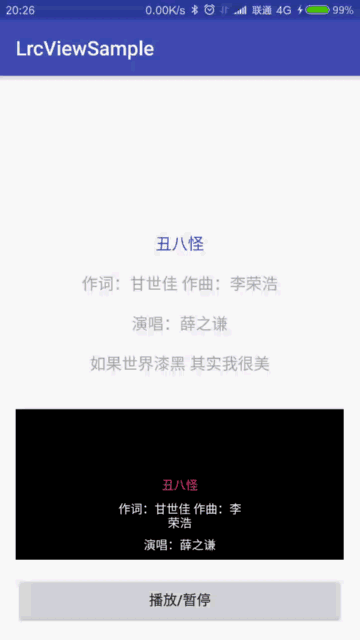 20:26 0.00K/s 联通 4G 99%
LrcViewSample
丑八怪
作词：甘世佳 作曲：李荣浩
演唱：薛之谦
如果世界漆黑 其实我很美
丑八怪
作词：甘世佳 作曲：李
荣浩
演唱：薛之谦
播放/暂停